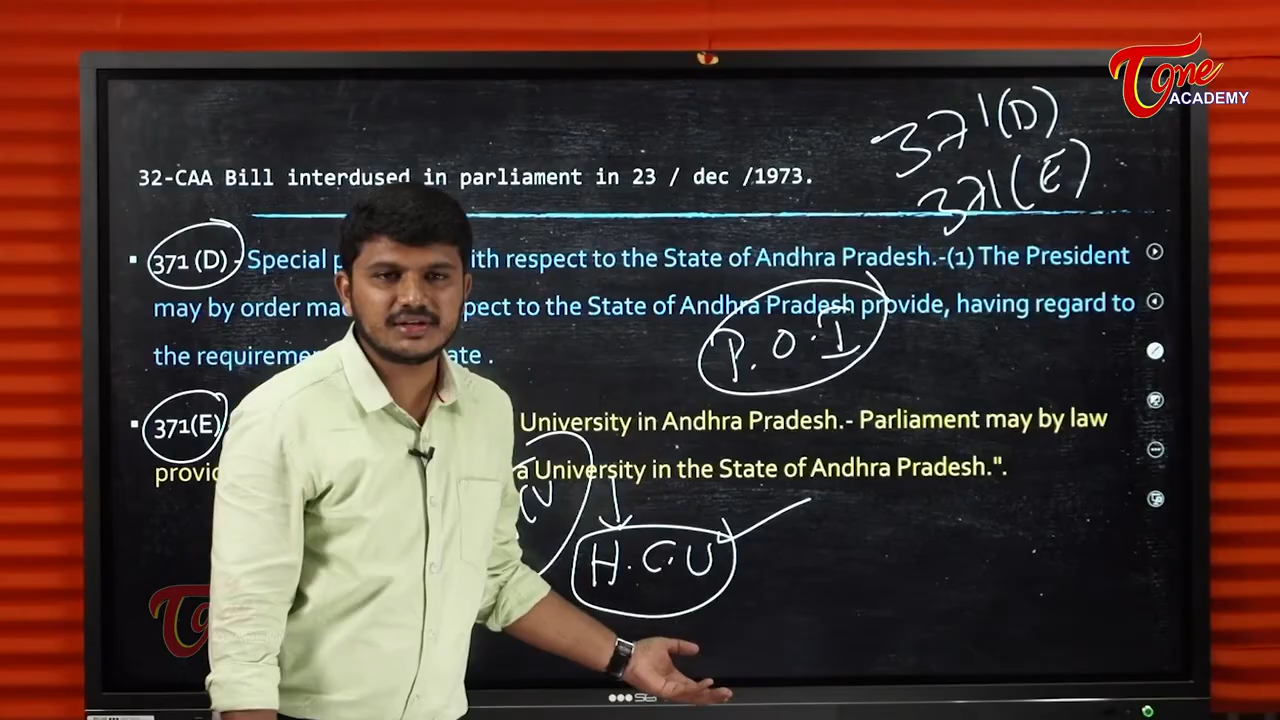 Tone
ACADEMY
371(D)
371(E)
32-CAA Bill interdused in parliament in 23 / dec /1973.
371 (D) - Special ith respect to the State of Andhra Pradesh.-(1) The President
may by order ma pect to the State of Andhra Pradesh provide, having regard to
the requireme ate .
P.O.I
371(E) University in Andhra Pradesh.- Parliament may by law
provi a University in the State of Andhra Pradesh.".
H.C.U